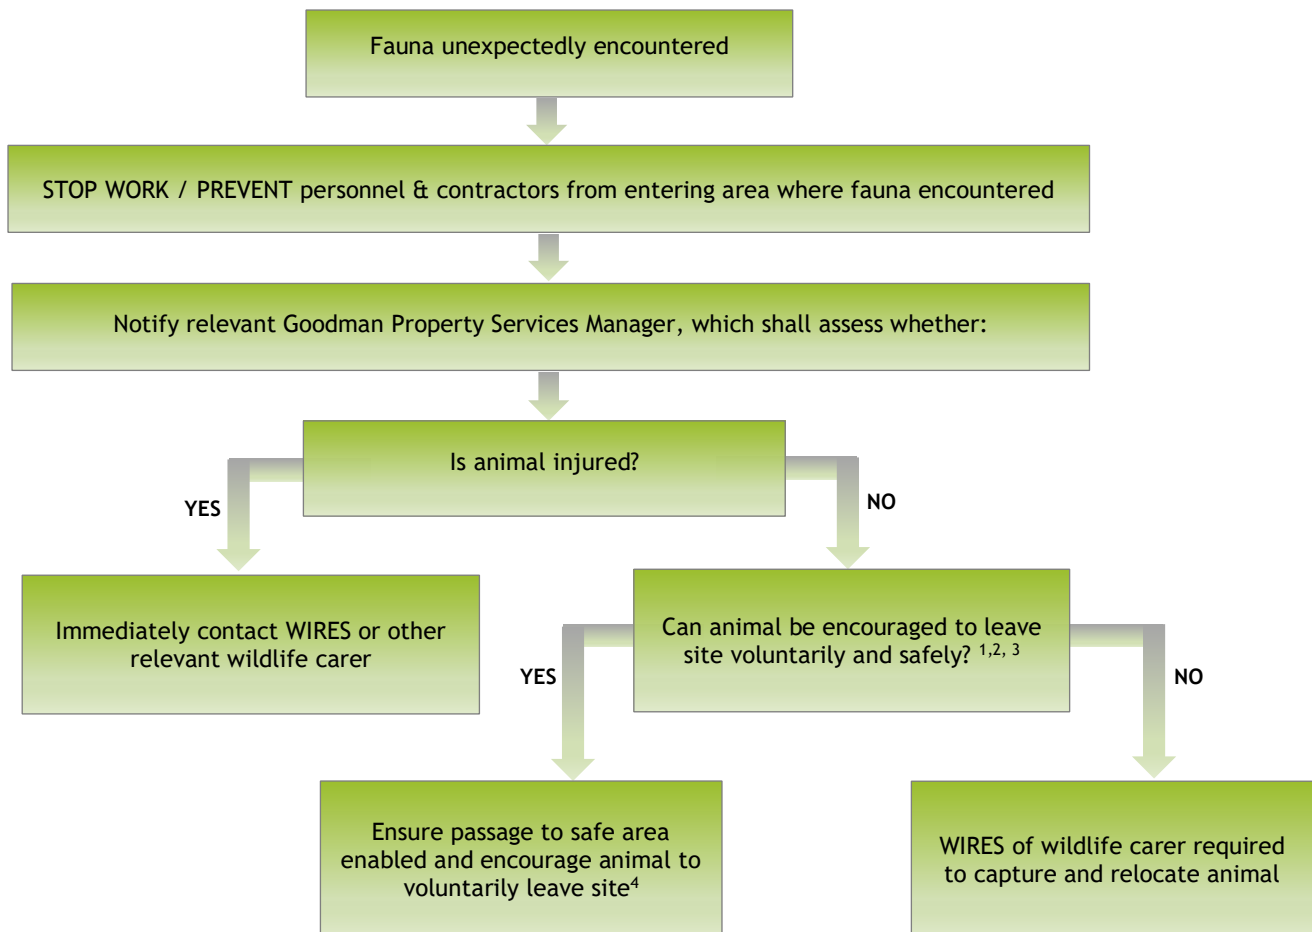 Fauna unexpectedly encountered
STOP WORK / PREVENT personnel & contractors from entering area where fauna encountered
Notify relevant Goodman Property Services Manager, which shall assess whether:
Is animal injured?
YES
NO
Immediately contact WIRES or other
relevant wildlife carer
Can animal be encouraged to leave
site voluntarily and safely? 1,2, 3
YES
NO
Ensure passage to safe area
enabled and encourage animal to
voluntarily leave site4
WIRES of wildlife carer required
to capture and relocate animal